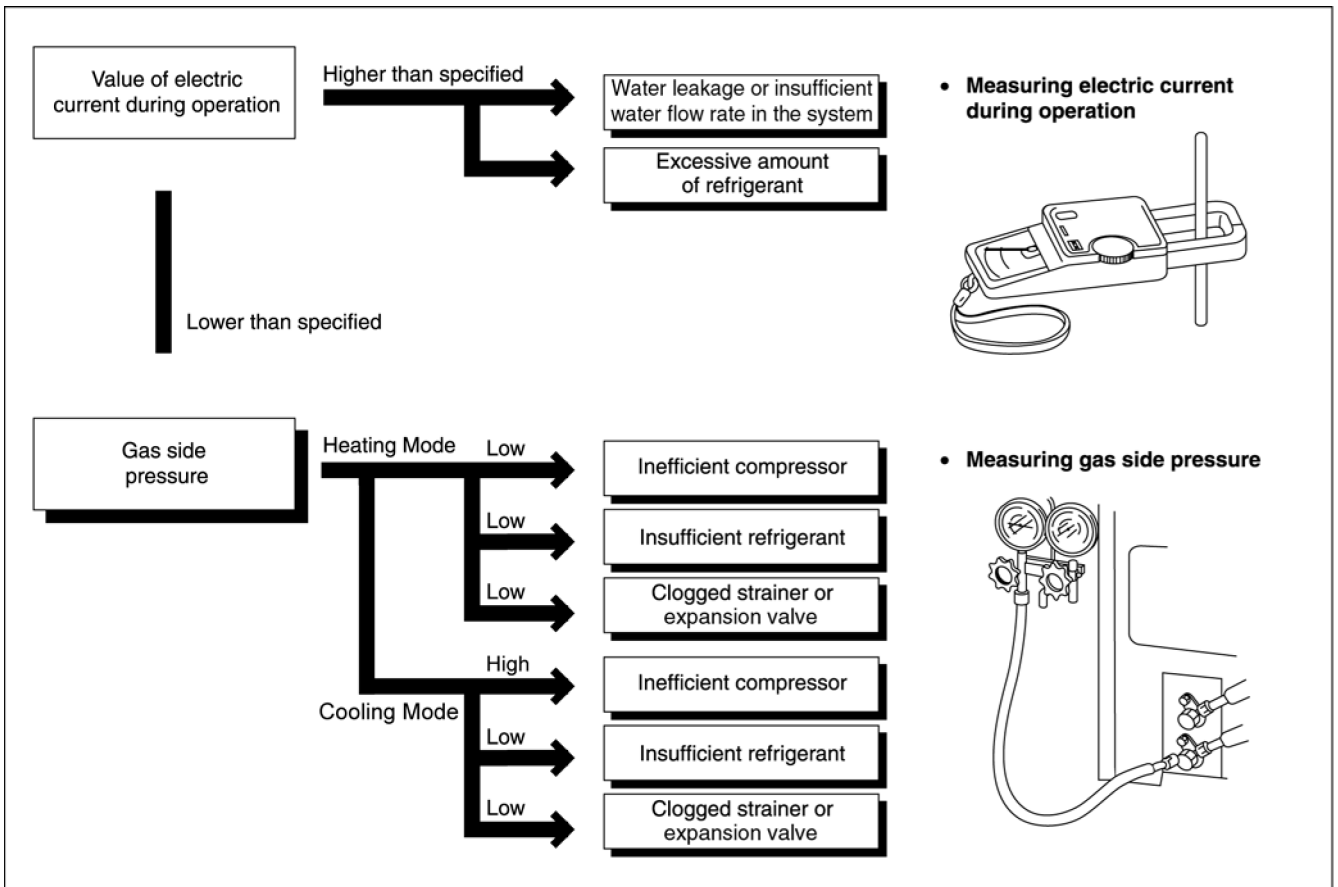 Value of electric
current during operation
Higher than specified
Water leakage or insufficient
water flow rate in the system
Excessive amount
of refrigerant
• Measuring electric current
during operation
Lower than specified
Gas side
pressure
Heating Mode
Low
Inefficient compressor
Low
Insufficient refrigerant
Low
Clogged strainer or
expansion valve
High
Inefficient compressor
Cooling Mode
Low
Insufficient refrigerant
Low
Clogged strainer or
expansion valve
• Measuring gas side pressure